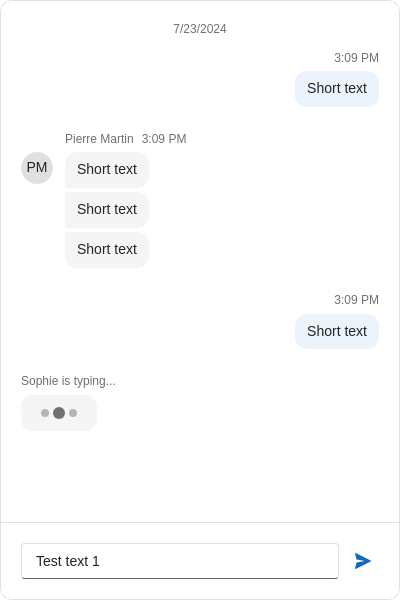 7/23/2024
3:09 PM
Short text
Pierre Martin 3:09 PM
PM
Short text
Short text
Short text
3:09 PM
Short text
Sophie is typing...
Test text 1